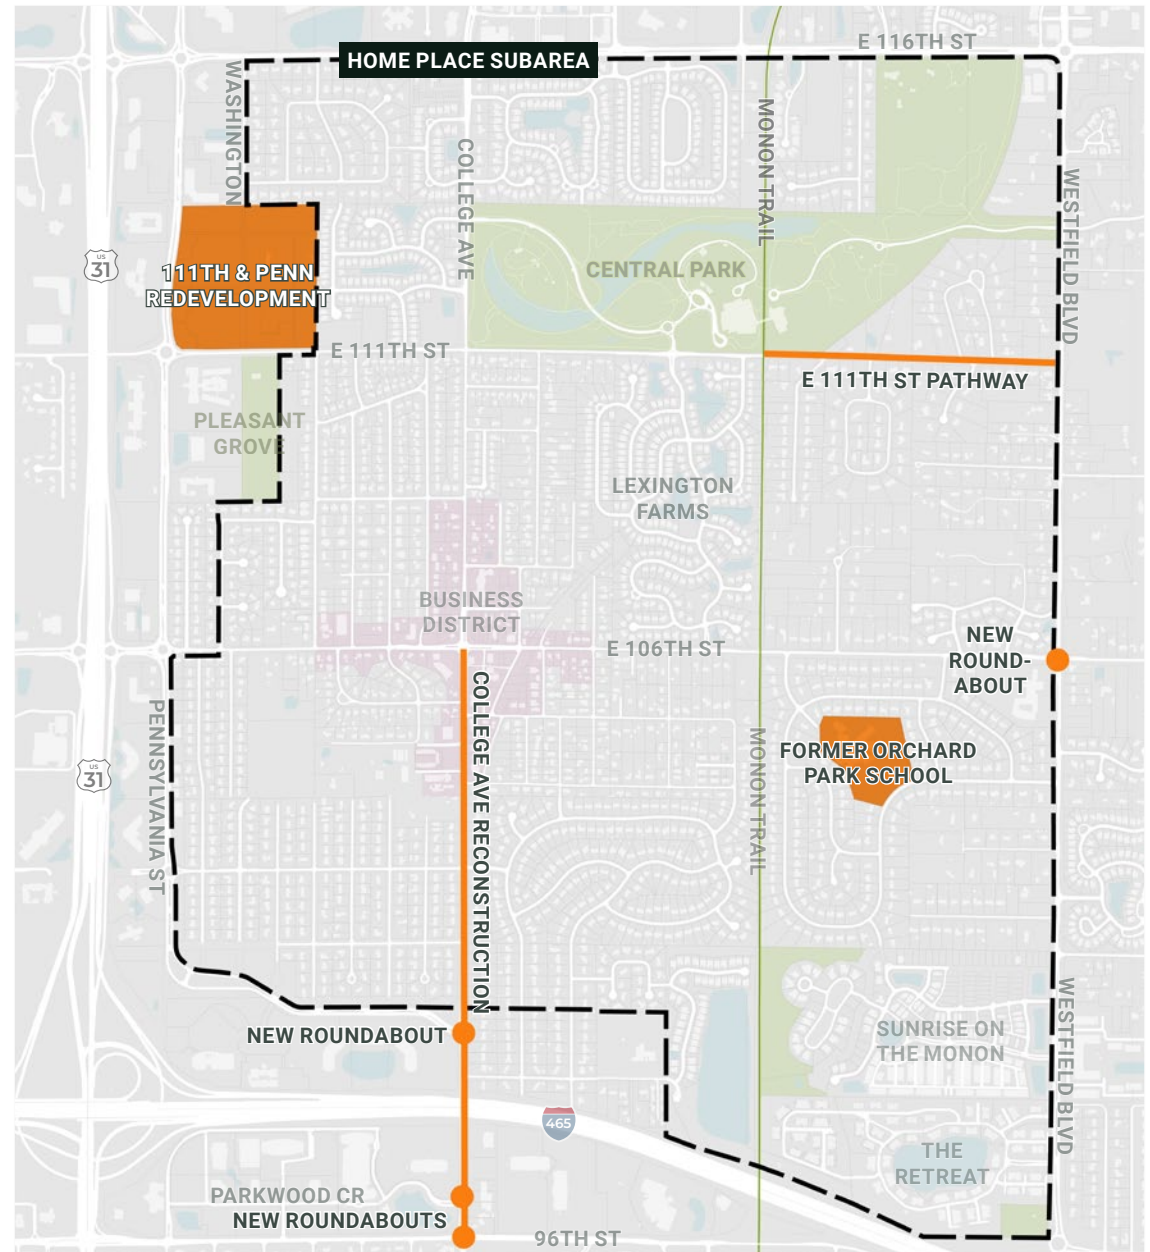 E 116TH ST
HOME PLACE SUBAREA
WASHINGTON
MONON TRAIL
COLLEGE AVE
WESTFIELD BLVD
US
31
111TH & PENN
REDEVELOPMENT
CENTRAL PARK
E 111TH ST
E 111TH ST PATHWAY
PLEASANT
GROVE
LEXINGTON
FARMS
BUSINESS
DISTRICT
E 106TH ST
NEW
ROUND-
ABOUT
COLLEGE AVE RECONSTRUCTION
PENNSYLVANIA ST
US
31
MONON TRAIL
FORMER ORCHARD
PARK SCHOOL
NEW ROUNDABOUT
SUNRISE ON
THE MONON
WESTFIELD BLVD
465
THE
RETREAT
PARKWOOD CR
NEW ROUNDABOUTS
96TH ST